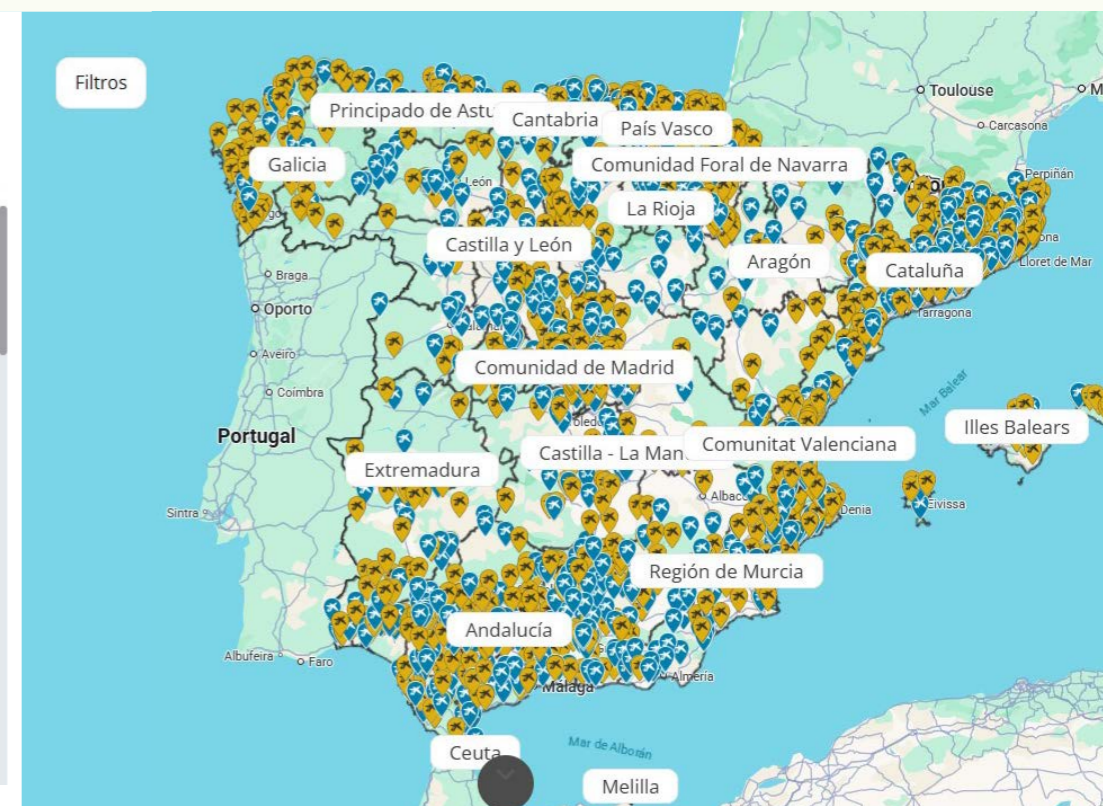 Filtros
Toulouse
Carcasona
Principado de Astu
Cantabria
País Vasco
Galicia
Comunidad Foral de Navarra
Perpiñán
León
La Rioja
Castilla y León
Aragón
Cataluña
Lloret de Mar
Braga
Oporto
Tarragona
Aveiro
Comunidad de Madrid
Coimbra
Mar Balear
Illes Balears
Portugal
Comunitat Valenciana
Castilla - La Man
Extremadura
Albac
Sintra
Denia
Eivissa
Región de Murcia
Andalucía
Albufeira
Faro
Almería
Málaga
Ceuta
Mar de Alborán
Melilla